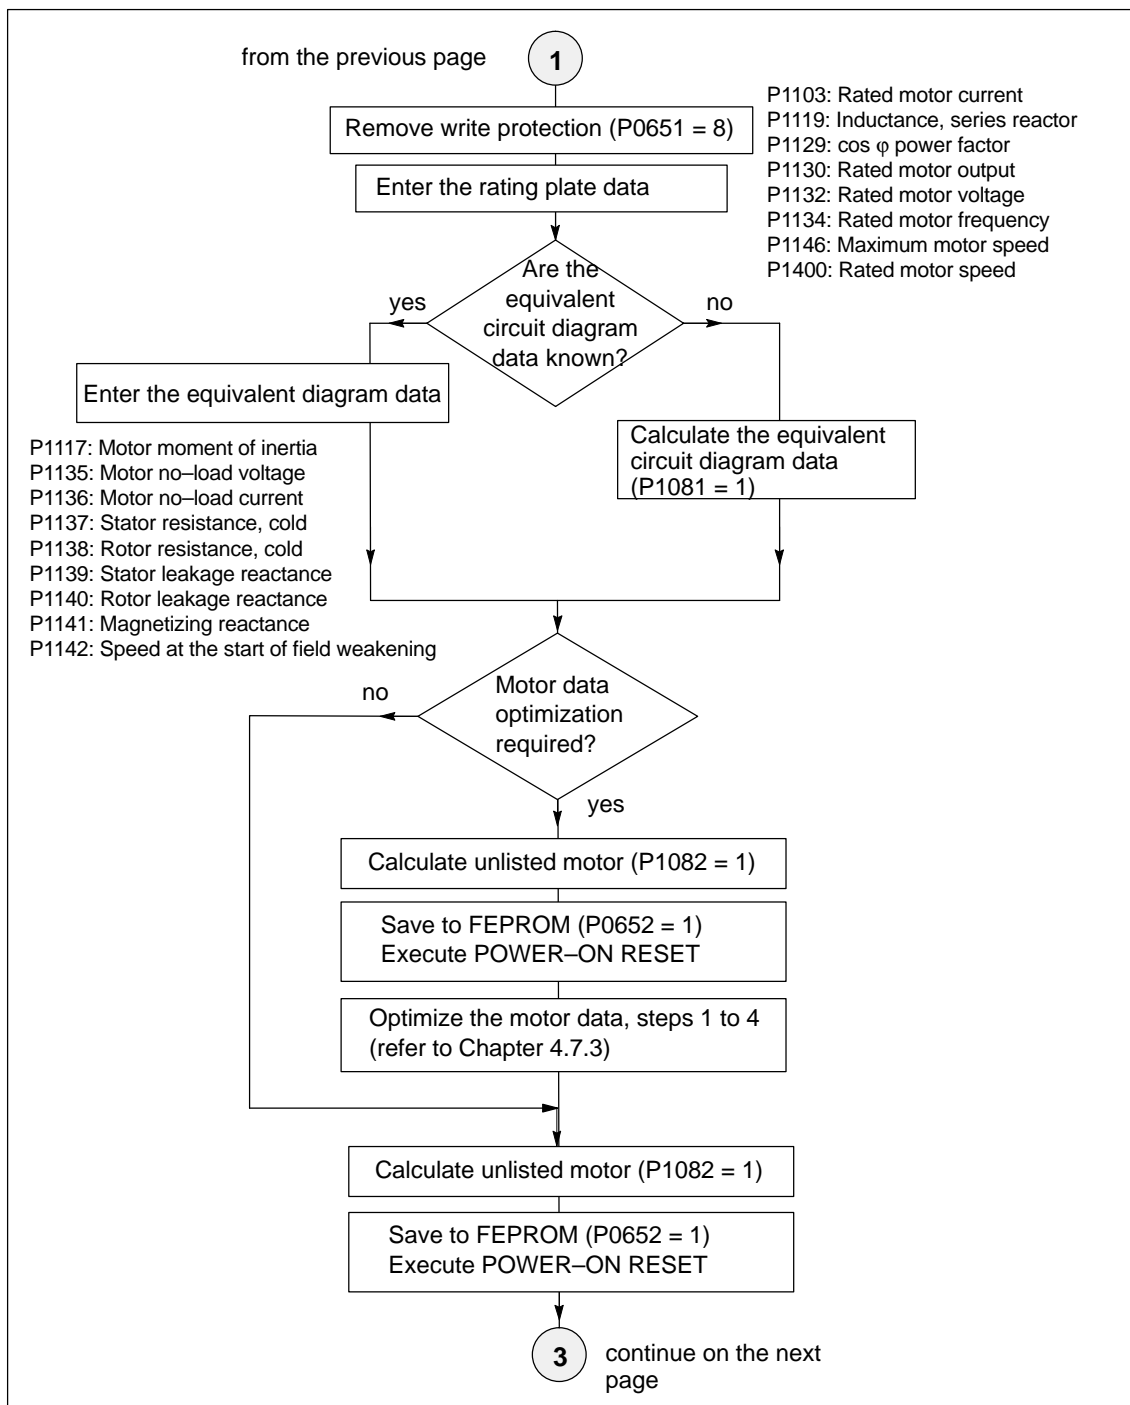 from the previous page
1
Remove write protection (P0651 = 8)
Enter the rating plate data
P1103: Rated motor current
P1119: Inductance, series reactor
P1129: cos φ power factor
P1130: Rated motor output
P1132: Rated motor voltage
P1134: Rated motor frequency
P1146: Maximum motor speed
P1400: Rated motor speed
Are the
equivalent
circuit diagram
data known?
yes
no
Enter the equivalent diagram data
P1117: Motor moment of inertia
P1135: Motor no–load voltage
P1136: Motor no–load current
P1137: Stator resistance, cold
P1138: Rotor resistance, cold
P1139: Stator leakage reactance
P1140: Rotor leakage reactance
P1141: Magnetizing reactance
P1142: Speed at the start of field weakening
Calculate the equivalent
circuit diagram data
(P1081 = 1)
Motor data
optimization
required?
no
yes
Calculate unlisted motor (P1082 = 1)
Save to FEPROM (P0652 = 1)
Execute POWER–ON RESET
Optimize the motor data, steps 1 to 4
(refer to Chapter 4.7.3)
Calculate unlisted motor (P1082 = 1)
Save to FEPROM (P0652 = 1)
Execute POWER–ON RESET
3
continue on the next
page